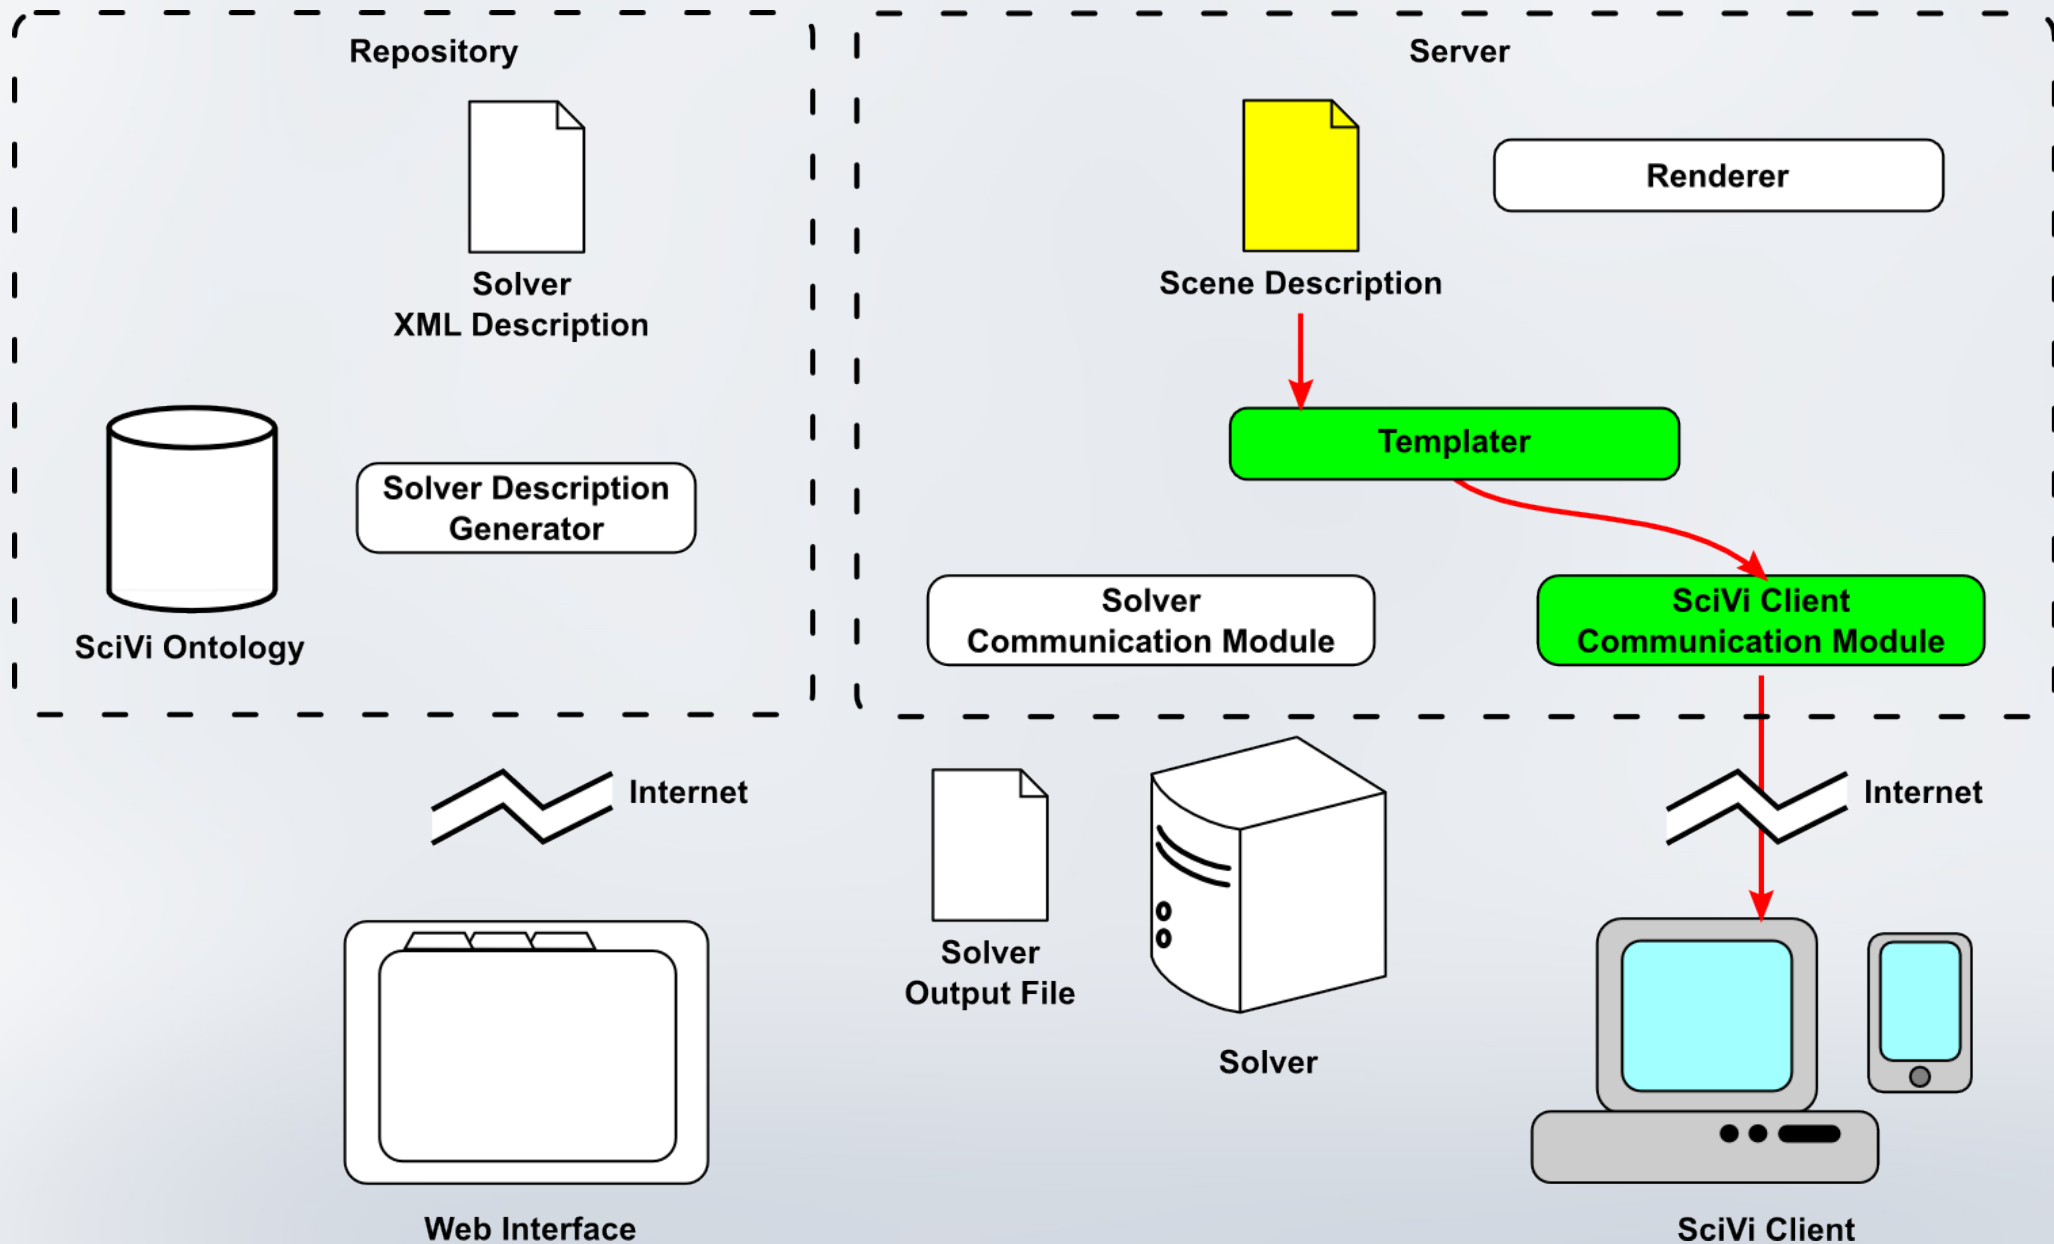 Repository
Server
Renderer
Solver
XML Description
Scene Description
Templater
Solver Description
Generator
Solver
Communication Module
SciVi Client
Communication Module
SciVi Ontology
Internet
Internet
Solver
Output File
Solver
Web Interface
SciVi Client